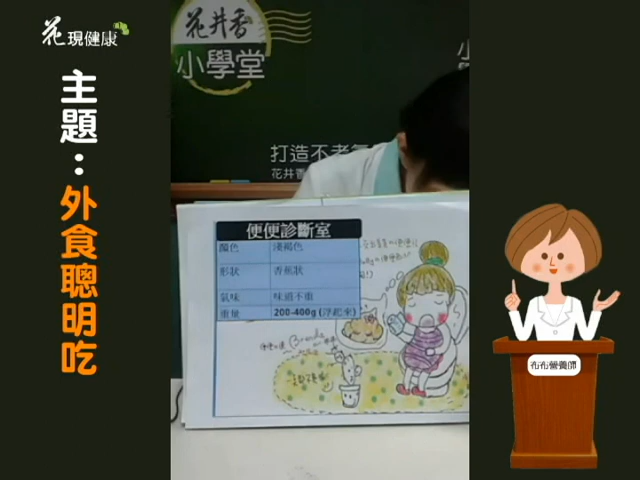 花現健康
主題：外食聰明吃
花井香
小學堂
打造不老
花井香
便便診斷室
顏色 淺褐色
形狀 香蕉狀
氣味 味道不重
重量 200-400g (浮起來)
布布營養師